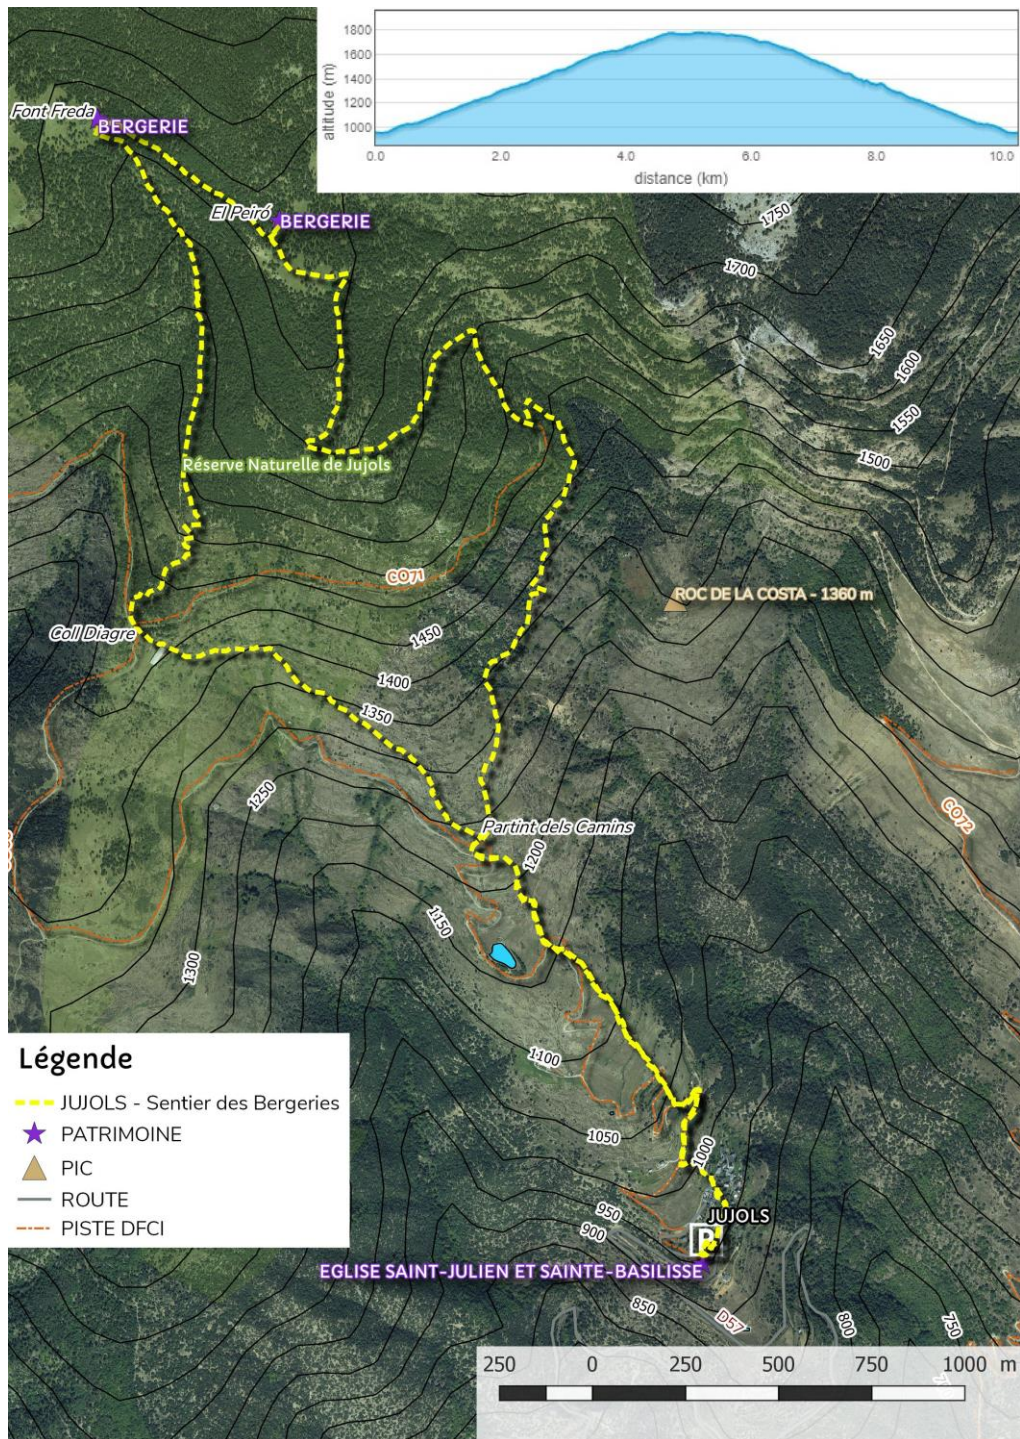 1800
1600
1400
1200
1000
altitude (m)
0.0 2.0 4.0 6.0 8.0 10.0
distance (km)
Font Freda
BERGERIE
El Peiró
BERGERIE
1750
1700
1650
1600
1550
1500
Réserve Naturelle de Jujols
CO71
ROC DE LA COSTA - 1360 m
Coll Diagre
1450
1400
1350
1250
CO72
Partint dels Camins
1200
1150
1300
1100
1050
1000
950
900
JUJOLS
P
EGLISE SAINT-JULIEN ET SAINTE-BASILISSE
850
D57
800
750
Légende
JUJOLS - Sentier des Bergeries
PATRIMOINE
PIC
ROUTE
PISTE DFCI
250 0 250 500 750 1000 m